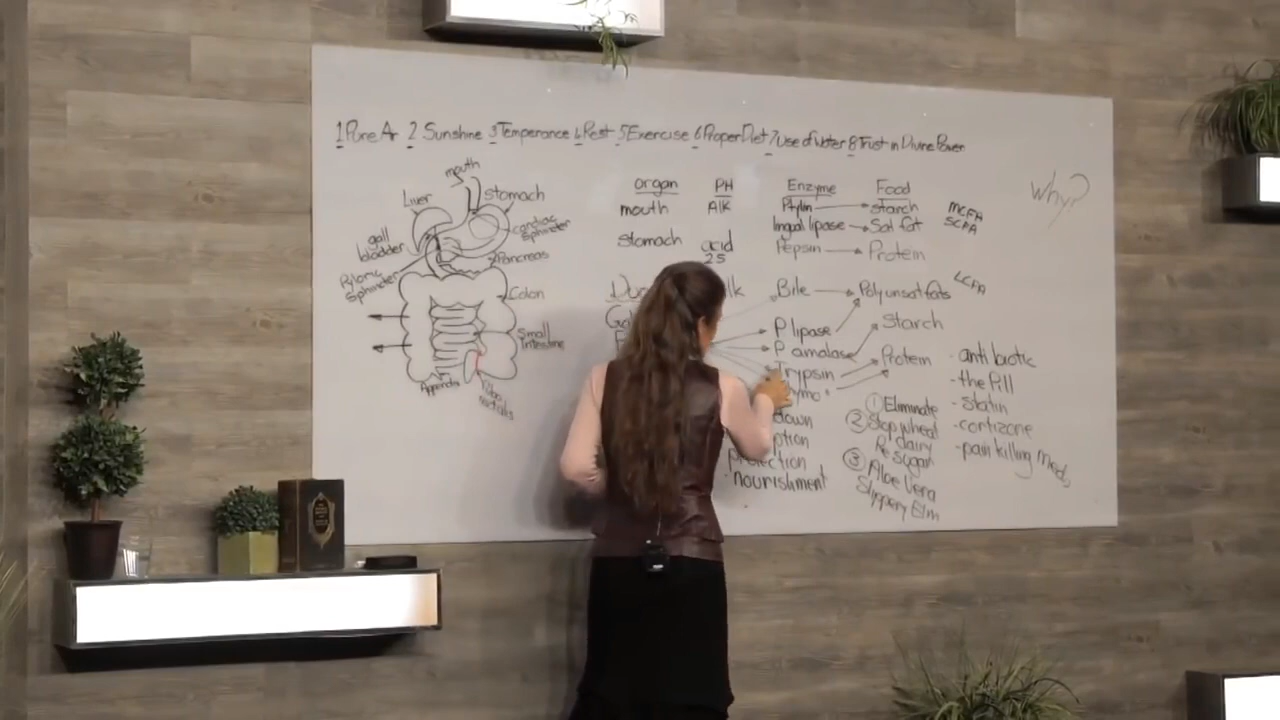 1 Pure Air 2 Sunshine 3 Temperance 4 Rest 5 Exercise 6 Proper Diet 7 Use of Water 8 Trust in Divine Power
mouth
Liver
stomach
cardiac
sphincter
gall
bladder
Pancreas
Pyloric
Sphincter
Colon
Small
Intestine
Appendix
organ PH Enzyme Food
mouth Alk Ptylin starch
MCFA
SCFA
lingual lipase Sat fat
stomach acid Pepsin Protein
2.5
why?
LCFA
Bile Polyunsatfats
P lipase Starch
P amalase Protein
Trypsin
down
protection
• nourishment
① Eliminate
② Stop wheat
dairy
Re Sugar
③ Aloe Vera
Slippery Elm
- anti biotic
- the Pill
- Statin
- cortizone
- pain killing Meds